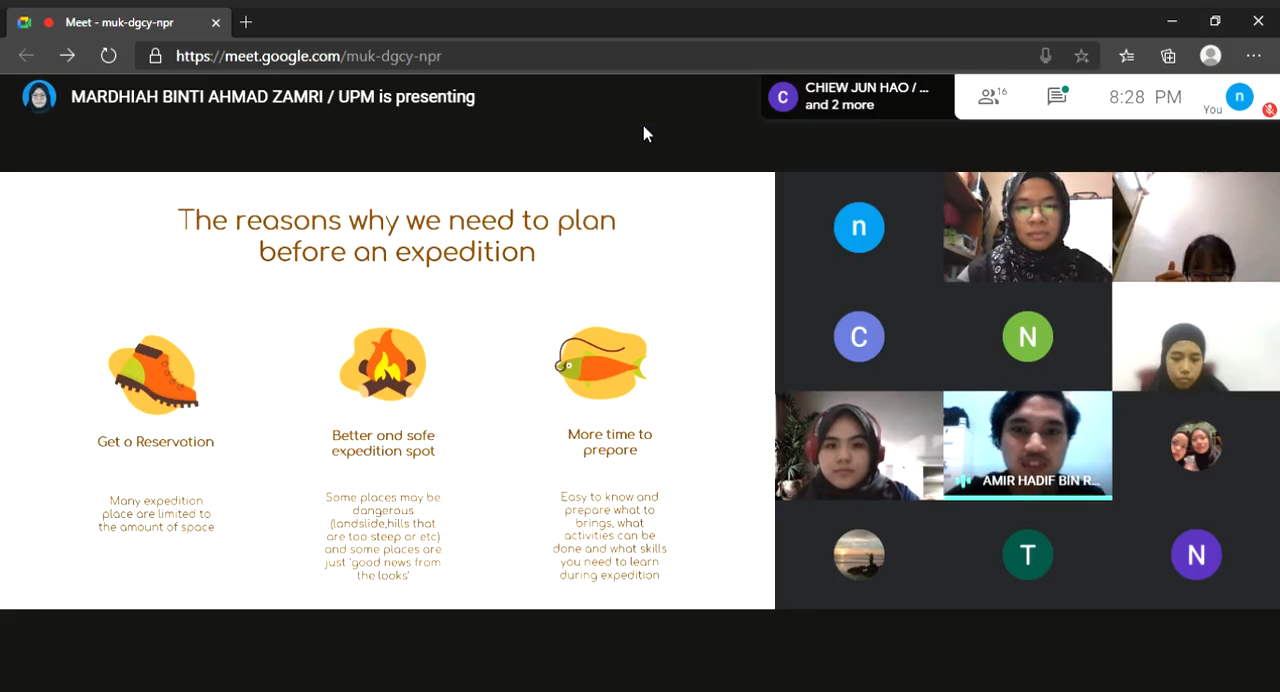 Meet - muk-dgcy-npr
https://meet.google.com/muk-dgcy-npr
MARDHIAH BINTI AHMAD ZAMRI / UPM is presenting
C
CHIEW JUN HAO / ...
and 2 more
16
8:28 PM
You
n
The reasons why we need to plan
before an expedition
Get a Reservation
Many expedition
place are limited to
the amount of space
Better and safe
expedition spot
Some places may be
dangerous
(landslide,hills that
are too steep or etc)
and some places are
just 'good news from
the looks'
More time to
prepare
Easy to know and
prepare what to
brings, what
activities can be
done and what skills
you need to learn
during expedition
n
C
N
AMIR HADIF BIN R...
T
N